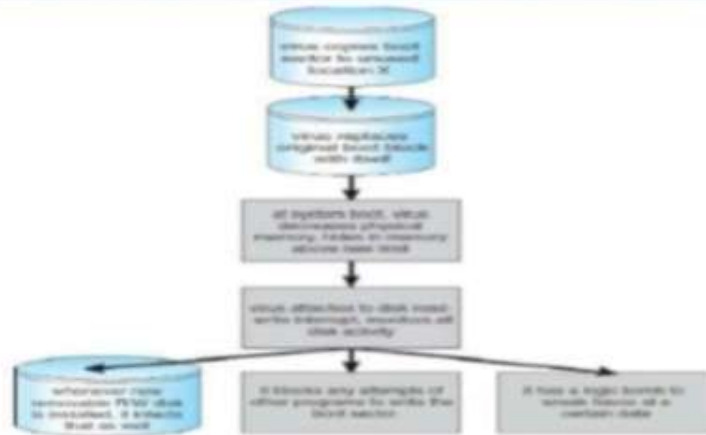 virus copies boot
sector to unused
location X
virus replaces
original boot block
with itself
at system boot, virus
decreases physical
memory, hides in memory
above new limit
virus attaches to disk read-
write interrupt, monitors all
disk activity
whenever new
removable R/W disk
is installed, it infects
that as well
it blocks any attempt of
other programs to write the
boot sector
it has a logic bomb to
wreak havoc at a
certain date